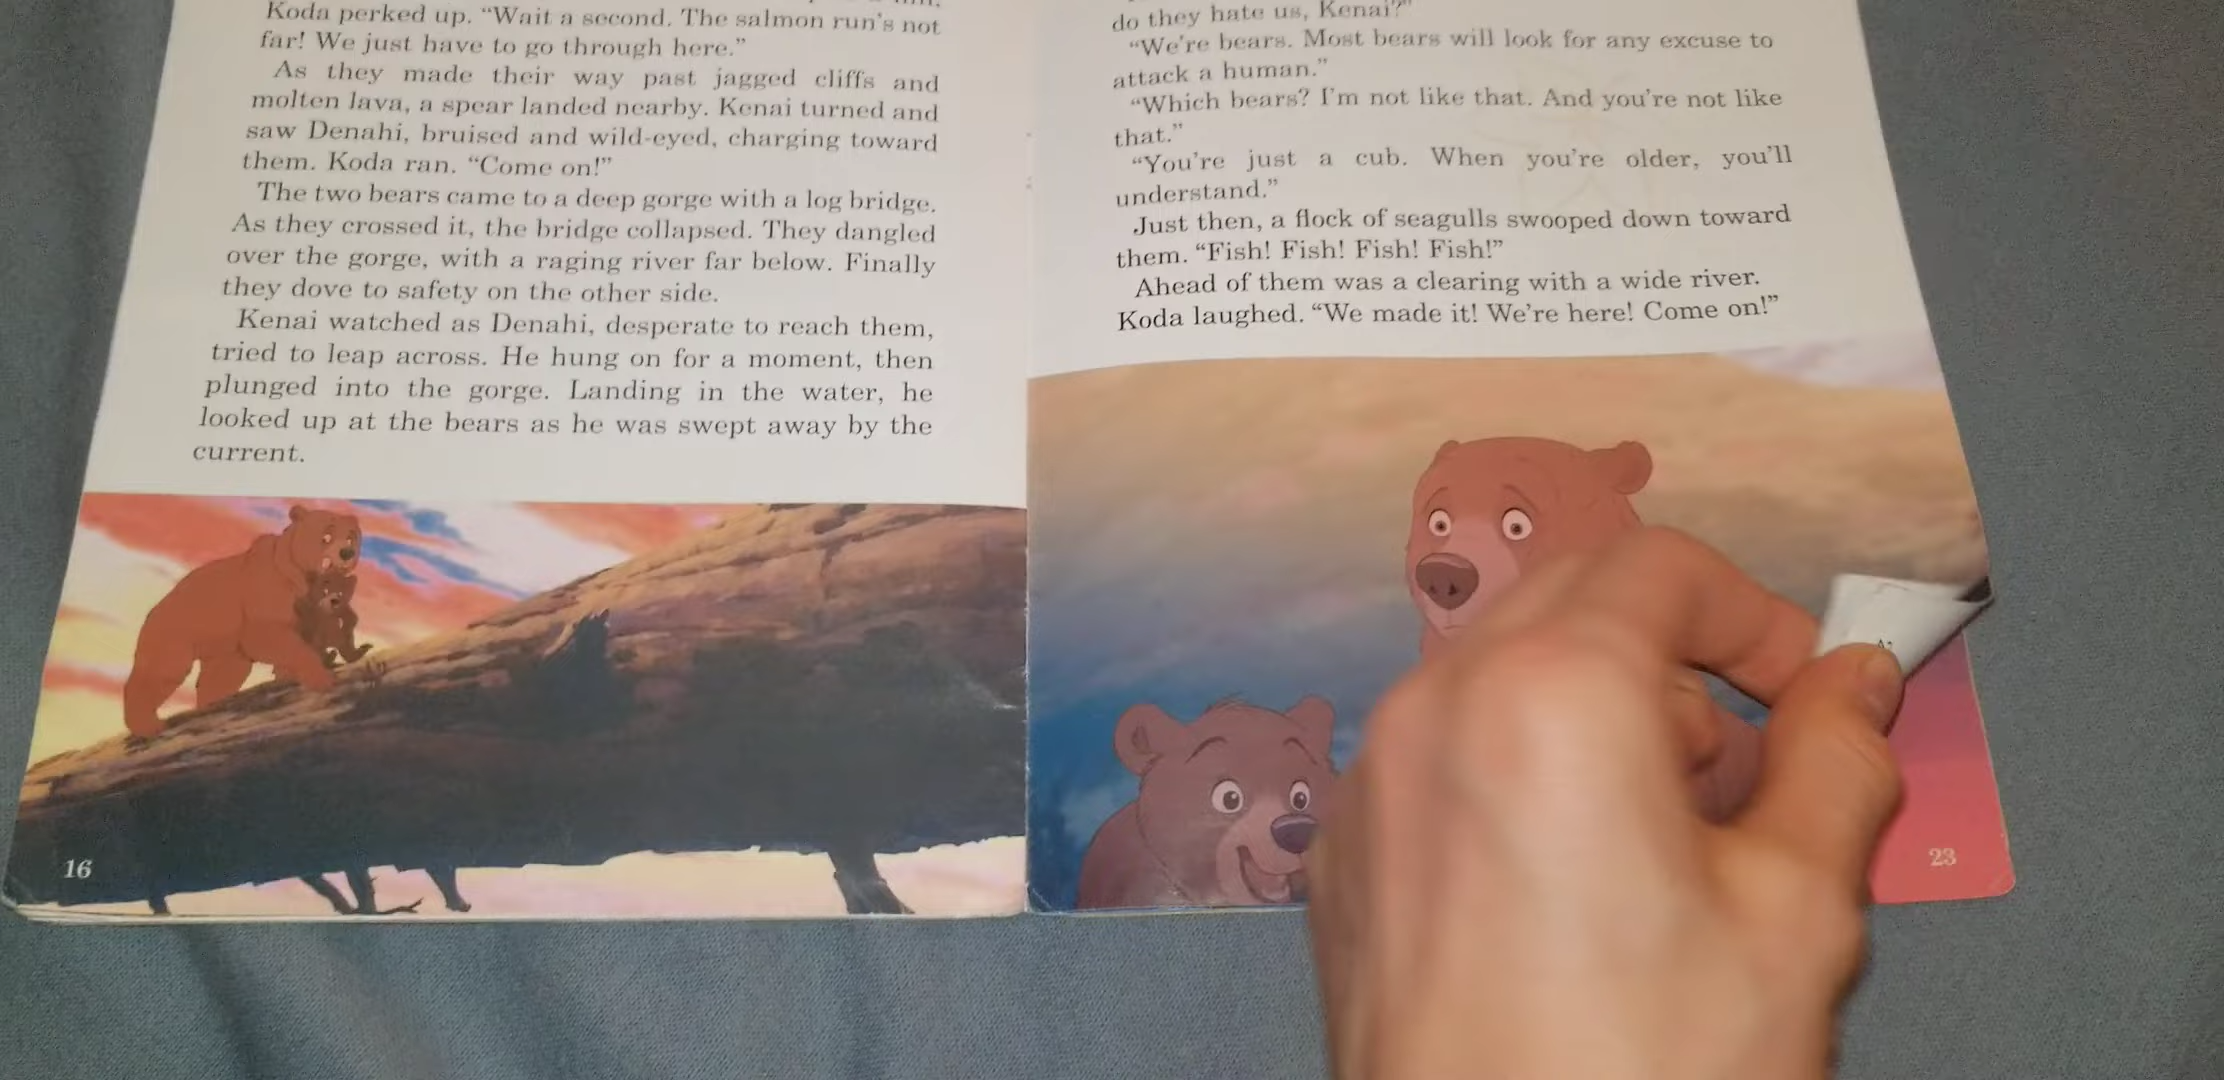 Koda perked up. “Wait a second. The salmon run's not
far! We just have to go through here.”
As they made their way past jagged cliffs and
molten lava, a spear landed nearby. Kenai turned and
saw Denahi, bruised and wild-eyed, charging toward
them. Koda ran. “Come on!”
The two bears came to a deep gorge with a log bridge.
As they crossed it, the bridge collapsed. They dangled
over the gorge, with a raging river far below. Finally
they dove to safety on the other side.
Kenai watched as Denahi, desperate to reach them,
tried to leap across. He hung on for a moment, then
plunged into the gorge. Landing in the water, he
looked up at the bears as he was swept away by the
current.
16
do they hate us, Kenai?”
“We're bears. Most bears will look for any excuse to
attack a human.”
“Which bears? I'm not like that. And you're not like
that.”
“You're just a cub. When you're older, you'll
understand.”
Just then, a flock of seagulls swooped down toward
them. “Fish! Fish! Fish! Fish!”
Ahead of them was a clearing with a wide river.
Koda laughed. “We made it! We're here! Come on!”
23